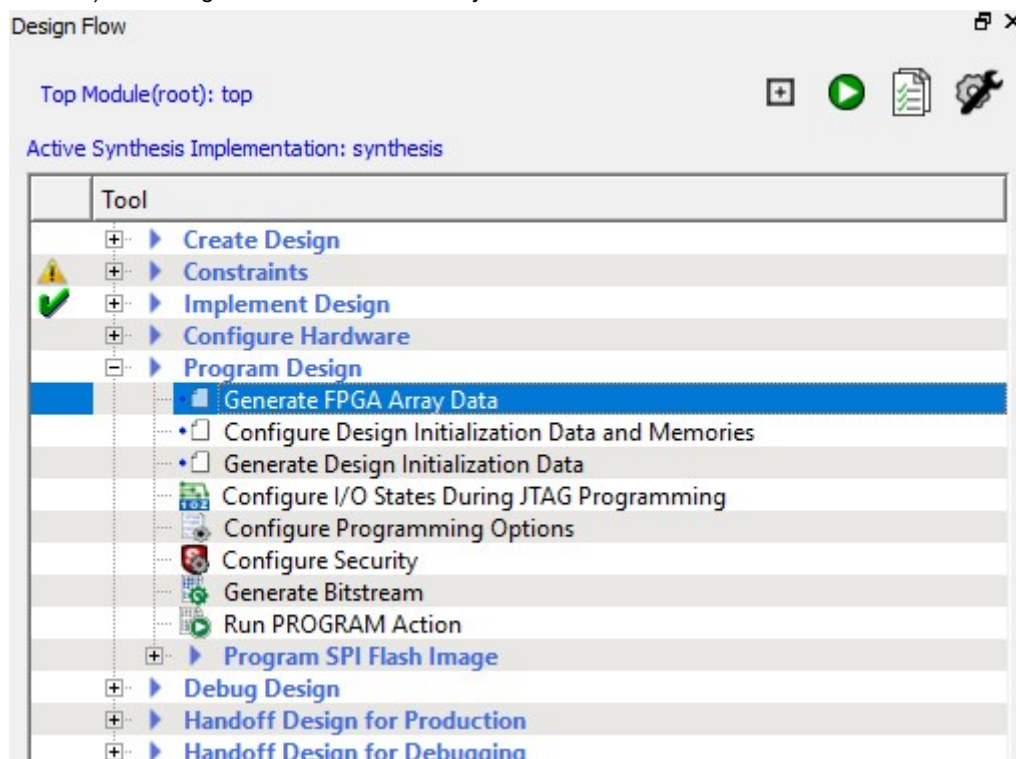 Design Flow
Top Module(root): top
Active Synthesis Implementation: synthesis
Tool
Create Design
Constraints
Implement Design
Configure Hardware
Program Design
Generate FPGA Array Data
Configure Design Initialization Data and Memories
Generate Design Initialization Data
Configure I/O States During JTAG Programming
Configure Programming Options
Configure Security
Generate Bitstream
Run PROGRAM Action
Program SPI Flash Image
Debug Design
Handoff Design for Production
Handoff Design for Debugging